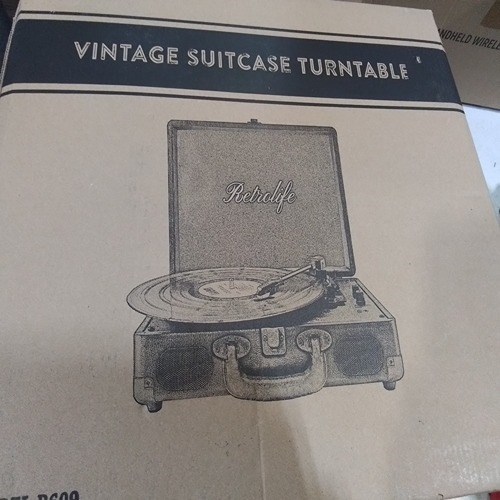 VINTAGE SUITCASE TURNTABLE E
Retrolife